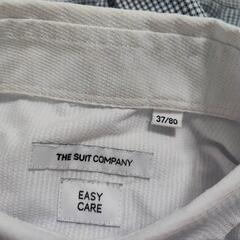 37/80
THE SUIT COMPANY
EASY
CARE